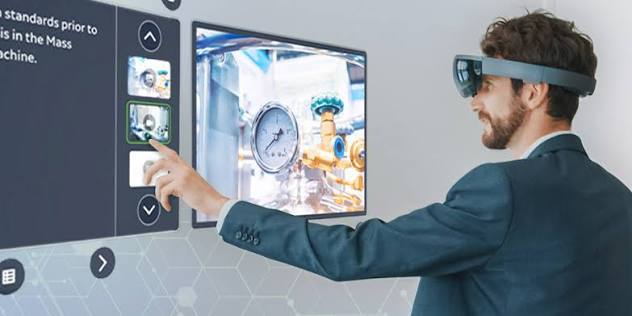 n standards prior to
is in the Mass
achine.